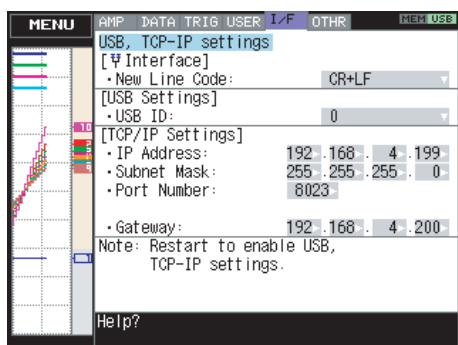 MENU
AMP DATA TRIG USER I/F OTHR MEM USB
USB, TCP-IP settings
[Interface]
・New Line Code: CR+LF
[USB Settings]
・USB ID: 0
[TCP/IP Settings]
・IP Address: 192.168. 4.199
・Subnet Mask: 255.255.255. 0
・Port Number: 8023
・Gateway: 192.168. 4.200
Note: Restart to enable USB,
TCP-IP settings.
Help?
10
1